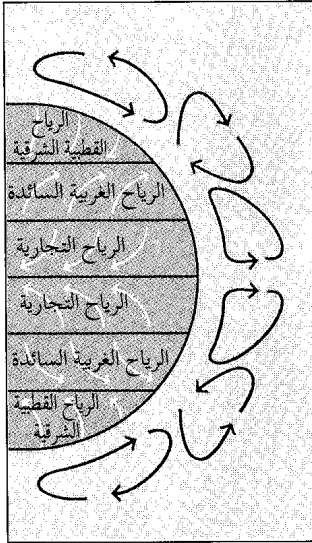 الرياح
القطبية الشرقية
الرياح الغربية السائدة
الرياح التجارية
الرياح التجارية
الرياح الغربية السائدة
الرياح القطبية
الشرقية